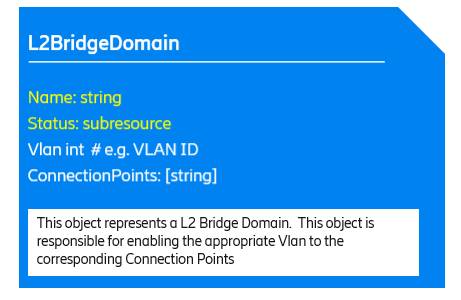 L2BridgeDomain
Name: string
Status: subresource
Vlan int # e.g. VLAN ID
ConnectionPoints: [string]
This object represents a L2 Bridge Domain. This object is
responsible for enabling the appropriate Vlan to the
corresponding Connection Points